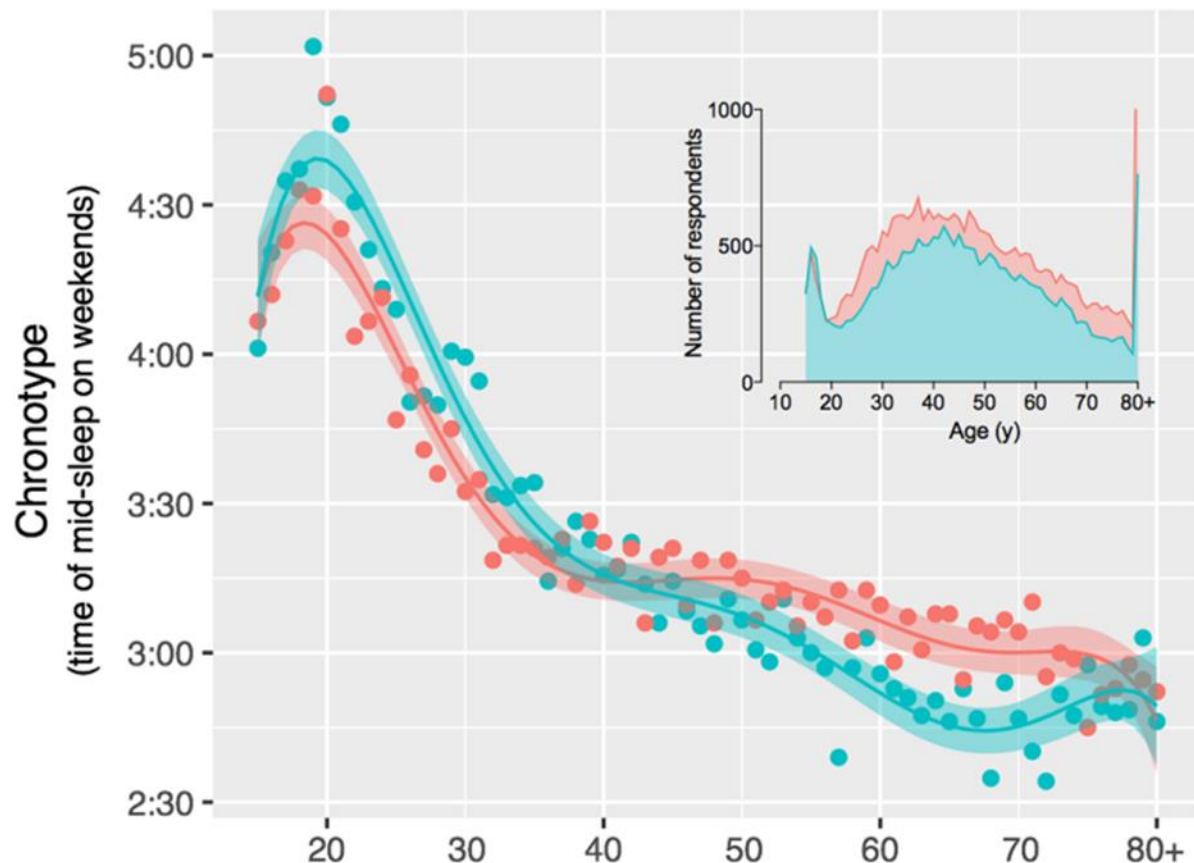 Chronotype
(time of mid-sleep on weekends)
5:00
4:30
4:00
3:30
3:00
2:30
20 30 40 50 60 70 80+
Number of respondents
1000
500
0
10 20 30 40 50 60 70 80+
Age (y)